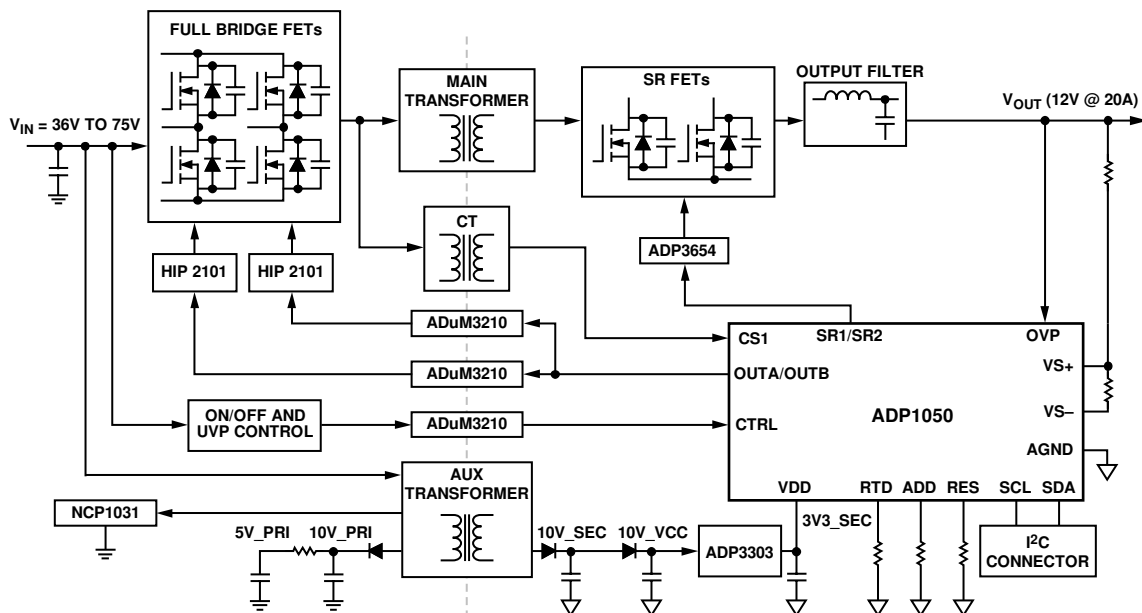 FULL BRIDGE FETs
MAIN
TRANSFORMER
SR FETs
OUTPUT FILTER
V_IN = 36V TO 75V
V_OUT (12V @ 20A)
CT
HIP 2101
HIP 2101
ADP3654
ADuM3210
ADuM3210
ADuM3210
ON/OFF AND
UVP CONTROL
CS1
SR1/SR2
OVP
OUTA/OUTB
VS+
VS–
ADP1050
CTRL
AGND
VDD
RTD
ADD
RES
SCL
SDA
AUX
TRANSFORMER
NCP1031
5V_PRI
10V_PRI
10V_SEC
10V_VCC
ADP3303
3V3_SEC
I²C
CONNECTOR